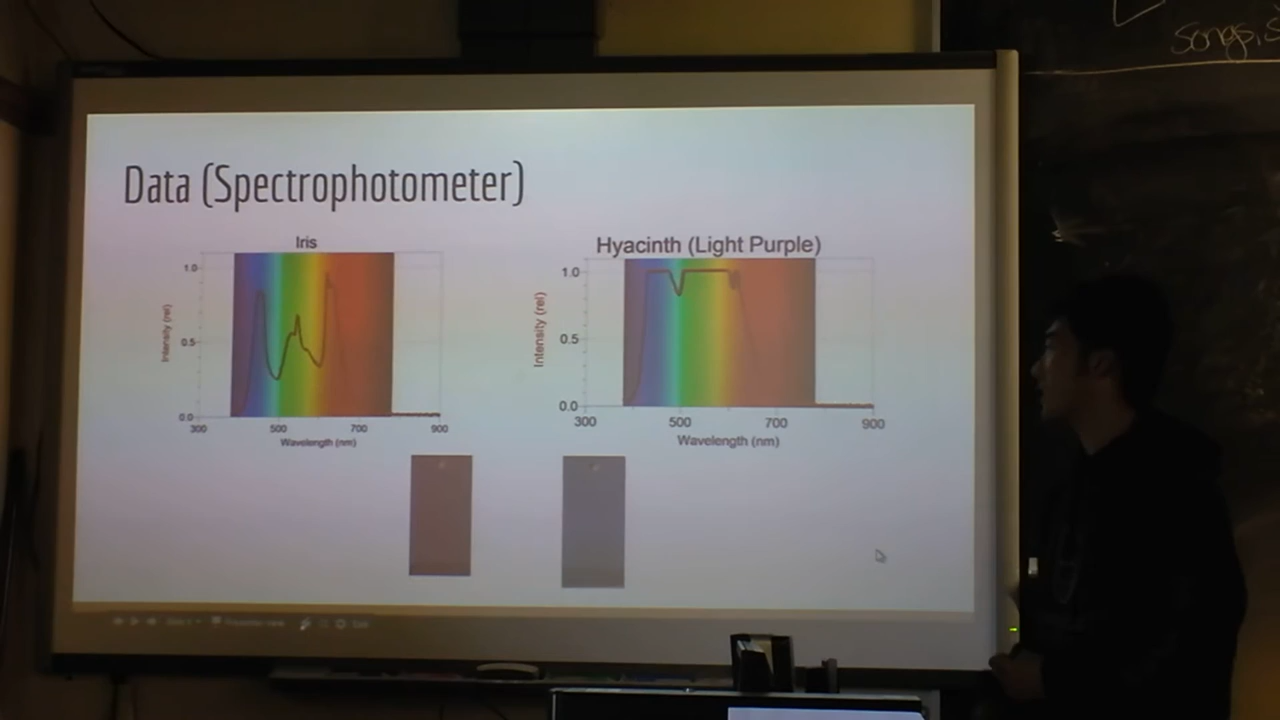 songs, s
Data (Spectrophotometer)
Iris
1.0
0.5
0.0
Intensity (rel)
300 500 700 900
Wavelength (nm)
Hyacinth (Light Purple)
1.0
0.5
0.0
Intensity (rel)
300 500 700 900
Wavelength (nm)